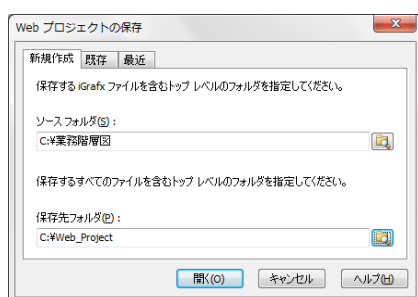 Web プロジェクトの保存
新規作成 既存 最近
保存する iGrafx ファイルを含むトップ レベルのフォルダを指定してください。
ソース フォルダ(S)：
C:¥業務階層図
保存するすべてのファイルを含むトップ レベルのフォルダを指定してください。
保存先フォルダ(P)：
C:¥Web_Project
開く(O) キャンセル ヘルプ(H)